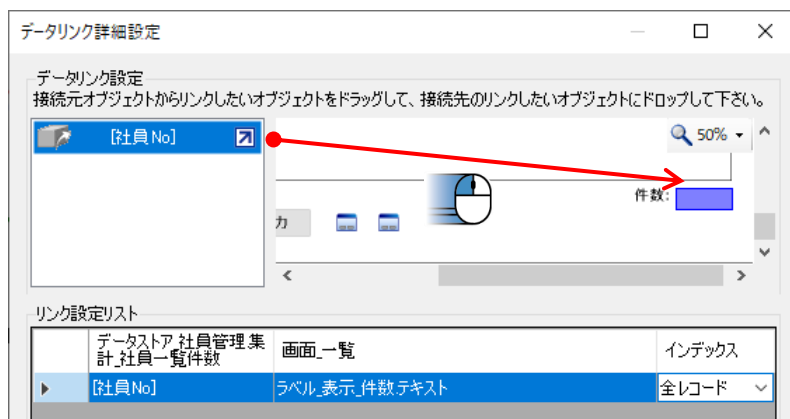 データリンク詳細設定
データリンク設定
接続元オブジェクトからリンクしたいオブジェクトをドラッグして、接続先のリンクしたいオブジェクトにドロップして下さい。
[社員No]
50%
件数:
力
リンク設定リスト
データストア_社員管理.集
計_社員一覧件数
画面_一覧
インデックス
[社員No]
ラベル_表示_件数.テキスト
全レコード